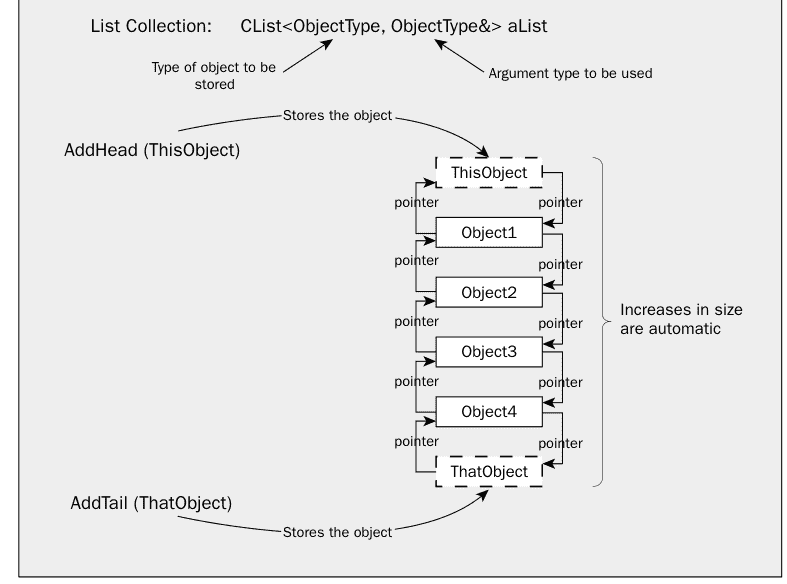 List Collection: CList<ObjectType, ObjectType&> aList
Type of object to be
stored
Argument type to be used
Stores the object
AddHead (ThisObject)
ThisObject
pointer
pointer
Object1
pointer
pointer
Object2
pointer
pointer
Object3
pointer
pointer
Object4
pointer
pointer
ThatObject
Increases in size
are automatic
AddTail (ThatObject)
Stores the object